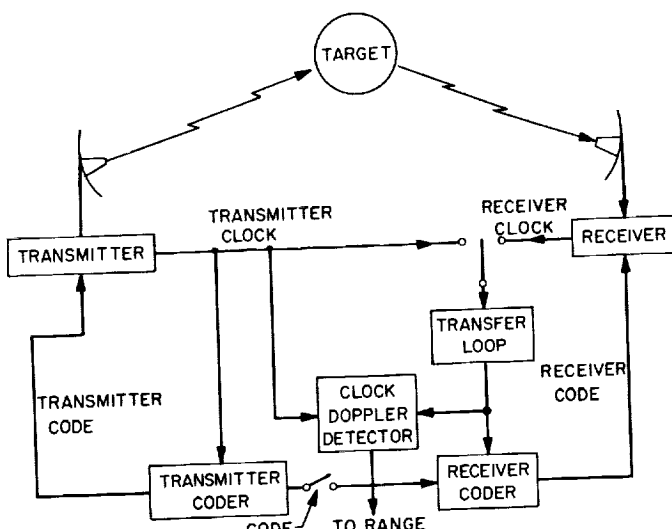 TARGET
TRANSMITTER
CLOCK
RECEIVER
CLOCK
TRANSMITTER
RECEIVER
TRANSFER
LOOP
TRANSMITTER
CODE
CLOCK
DOPPLER
DETECTOR
RECEIVER
CODE
TRANSMITTER
CODER
RECEIVER
CODER
CODE
TO RANGE